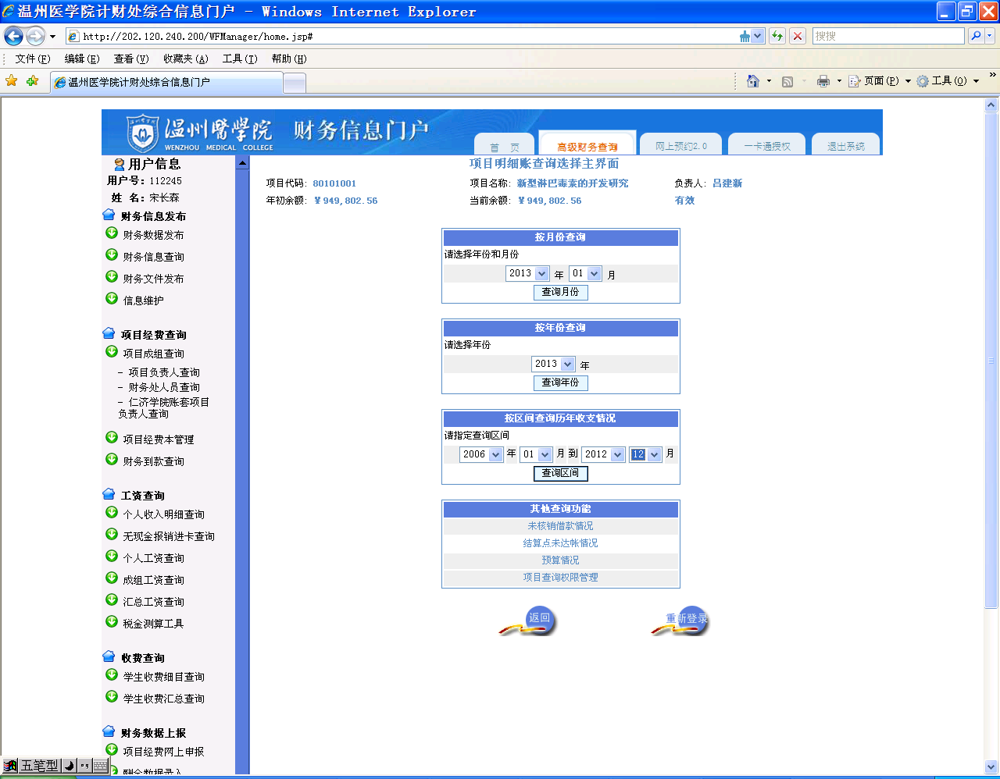 温州医学院计财处综合信息门户 - Windows Internet Explorer
http://202.120.240.200/WFManager/home.jsp#
搜搜
文件(F) 编辑(E) 查看(V) 收藏夹(A) 工具(T) 帮助(H)
温州医学院计财处综合信息门户
页面(P) 工具(O)
温州醫學院 财务信息门户
WENZHOU MEDICAL COLLEGE
首 页 高级财务查询 网上预约2.0 一卡通授权 退出系统
用户信息
用户号：112245
姓 名：宋长森
财务信息发布
财务数据发布
财务信息查询
财务文件发布
信息维护
项目经费查询
项目成组查询
- 项目负责人查询
- 财务处人员查询
- 仁济学院账套项目
负责人查询
项目经费本管理
财务到款查询
工资查询
个人收入明细查询
无现金报销进卡查询
个人工资查询
成组工资查询
汇总工资查询
税金测算工具
收费查询
学生收费细目查询
学生收费汇总查询
财务数据上报
项目经费网上申报
酬金数据录入
项目明细账查询选择主界面
项目代码：80101001 项目名称：新型淋巴毒素的开发研究 负责人：吕建新
年初余额：￥949,802.56 当前余额：￥949,802.56 有效
按月份查询
请选择年份和月份
2013 年 01 月
查询月份
按年份查询
请选择年份
2013 年
查询年份
按区间查询历年收支情况
请指定查询区间
2006 年 01 月 到 2012 12 月
查询区间
其他查询功能
未核销借款情况
结算点未达帐情况
预算情况
项目查询权限管理
返回 重新登录
五笔型